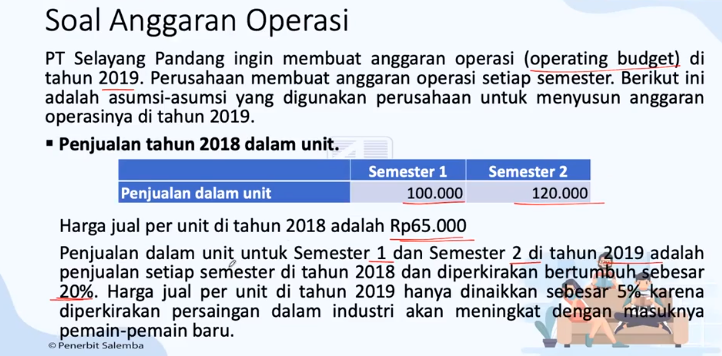 Soal Anggaran Operasi
PT Selayang Pandang ingin membuat anggaran operasi (operating budget) di
tahun 2019. Perusahaan membuat anggaran operasi setiap semester. Berikut ini
adalah asumsi-asumsi yang digunakan perusahaan untuk menyusun anggaran
operasinya di tahun 2019.
▪ Penjualan tahun 2018 dalam unit.
Semester 1 Semester 2
Penjualan dalam unit 100.000 120.000
Harga jual per unit di tahun 2018 adalah Rp65.000
Penjualan dalam unit untuk Semester 1 dan Semester 2 di tahun 2019 adalah
penjualan setiap semester di tahun 2018 dan diperkirakan bertumbuh sebesar
20%. Harga jual per unit di tahun 2019 hanya dinaikkan sebesar 5% karena
diperkirakan persaingan dalam industri akan meningkat dengan masuknya
pemain-pemain baru.
© Penerbit Salemba